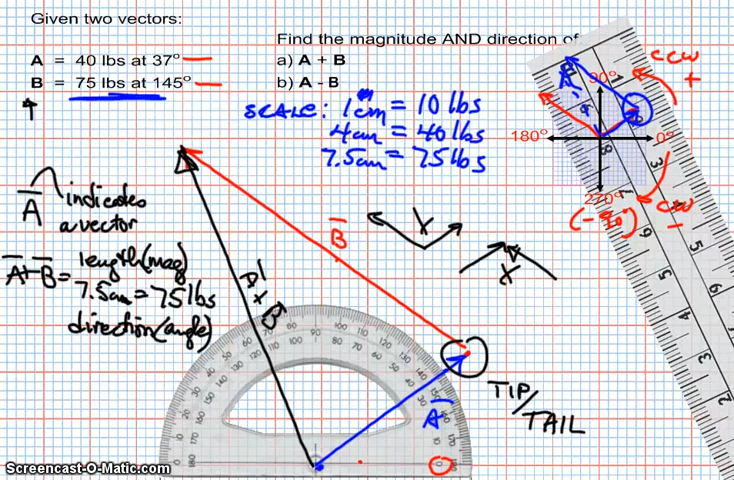 Given two vectors:
A = 40 lbs at 37°
B = 75 lbs at 145°
Find the magnitude AND direction of
a) A + B
b) A - B
SCALE: 1cm = 10 lbs
4cm = 40 lbs
7.5cm = 75 lbs
A indicates
a vector
A+B = length(mag)
7.5cm = 75 lbs
direction(angle)
B
A
A + B
TIP/
TAIL
X
X
90°
180°
0°
270°
(-90°)
ccw
+
cw
-
Screencast-O-Matic.com